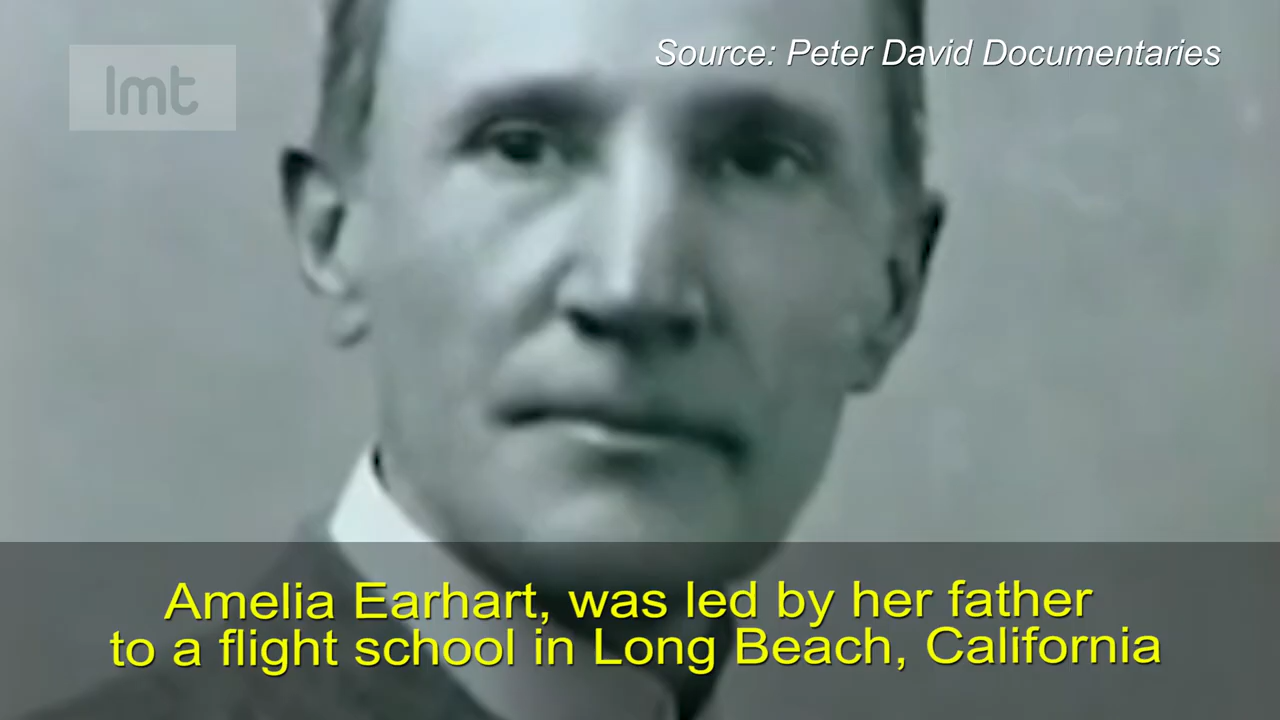 Source: Peter David Documentaries
lmt
Amelia Earhart, was led by her father
to a flight school in Long Beach, California